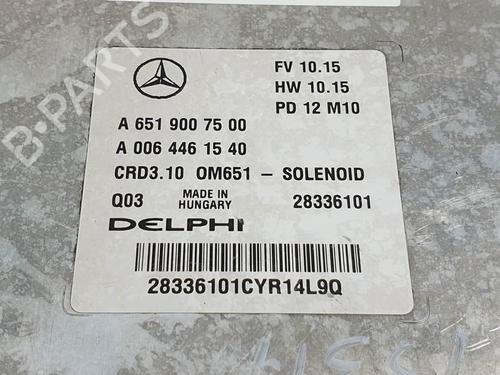 FV 10.15
HW 10.15
PD 12 M10
A 651 900 75 00
A 006 446 15 40
CRD3.10 OM651 - SOLENOID
Q03 MADE IN HUNGARY 28336101
DELPHI
28336101CYR14L9Q
B-PARTS